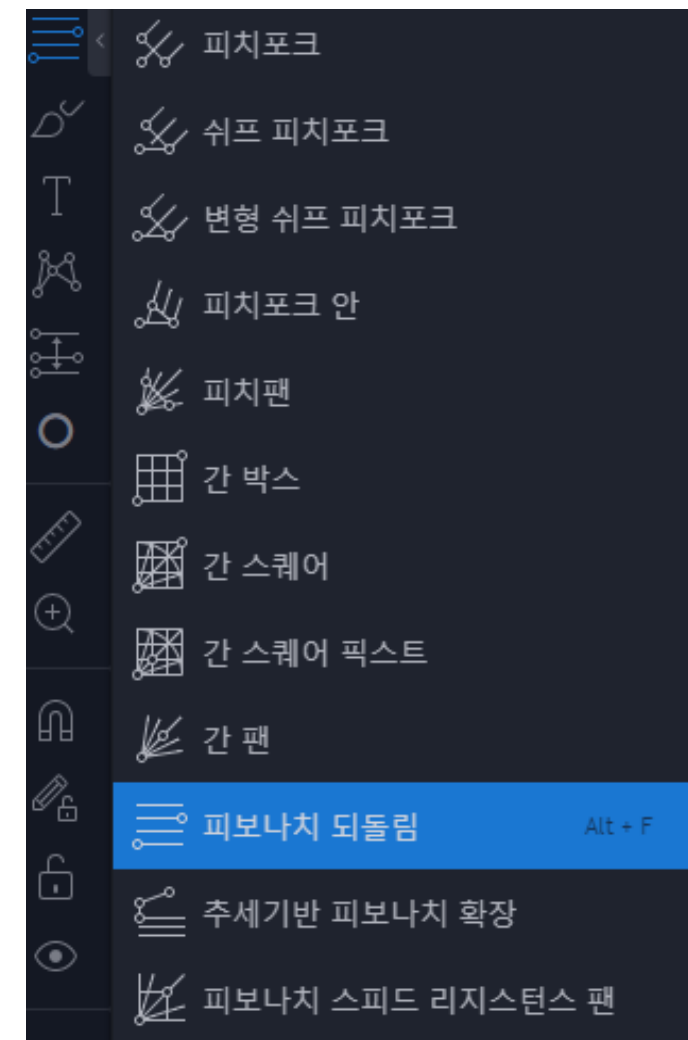 피치포크
쉬프 피치포크
변형 쉬프 피치포크
피치포크 안
피치팬
간 박스
간 스퀘어
간 스퀘어 픽스트
간 팬
피보나치 되돌림 Alt + F
추세기반 피보나치 확장
피보나치 스피드 리지스턴스 팬